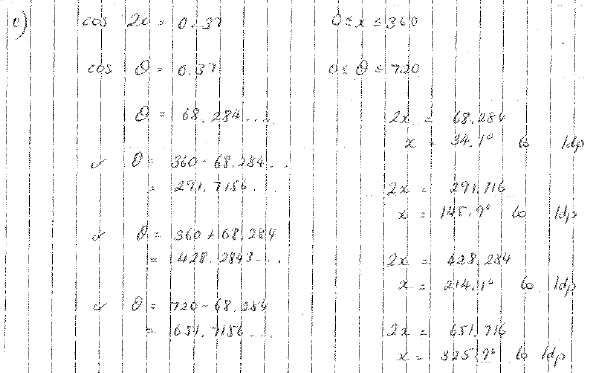 e) cos 2x = 0.37 0 ≤ x ≤ 360
cos θ = 0.37 0 ≤ θ ≤ 720
θ = 68.284... 2x = 68.284
x = 34.1° to 1dp
✓ θ = 360 - 68.284...
= 291.7156... 2x = 291.716
x = 145.9° to 1dp
✓ θ = 360 + 68.284
= 428.2843... 2x = 428.284
x = 214.1° to 1dp
✓ θ = 720 - 68.284
= 651.7156... 2x = 651.716
x = 325.9° to 1dp